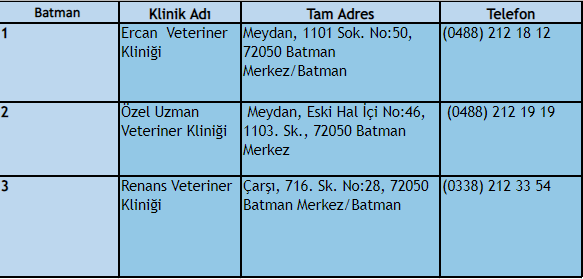 Batman Klinik Adı Tam Adres Telefon
1 Ercan Veteriner Meydan, 1101 Sok. No:50, (0488) 212 18 12
Kliniği 72050 Batman
Merkez/Batman
2 Özel Uzman Meydan, Eski Hal İçi No:46, (0488) 212 19 19
Veteriner Kliniği 1103. Sk., 72050 Batman
Merkez
3 Renans Veteriner Çarşı, 716. Sk. No:28, 72050 (0338) 212 33 54
Kliniği Batman Merkez/Batman